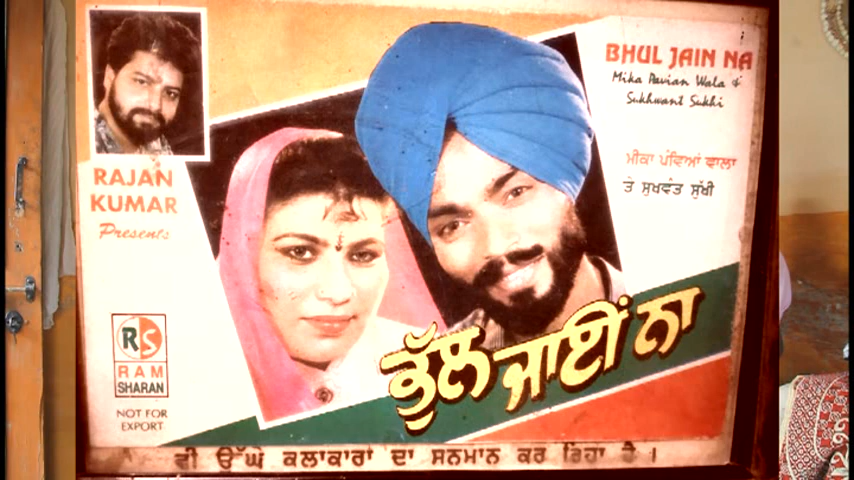 BHUL JAIN NA
Mika Pavian Wala &
Sukhwant Sukhi
ਮੀਕਾ ਪੰਵਿਆਂ ਵਾਲਾ
ਤੇ ਸੁਖਵੰਤ ਸੁੱਖੀ
RAJAN
KUMAR
Presents
RS
RAM
SHARAN
NOT FOR
EXPORT
ਭੁੱਲ ਜਾਈਂ ਨਾ
ਵੀ ਉੱਘੇ ਕਲਾਕਾਰਾਂ ਦਾ ਸਨਮਾਨ ਕਰ ਰਿਹਾ ਹੈ ।